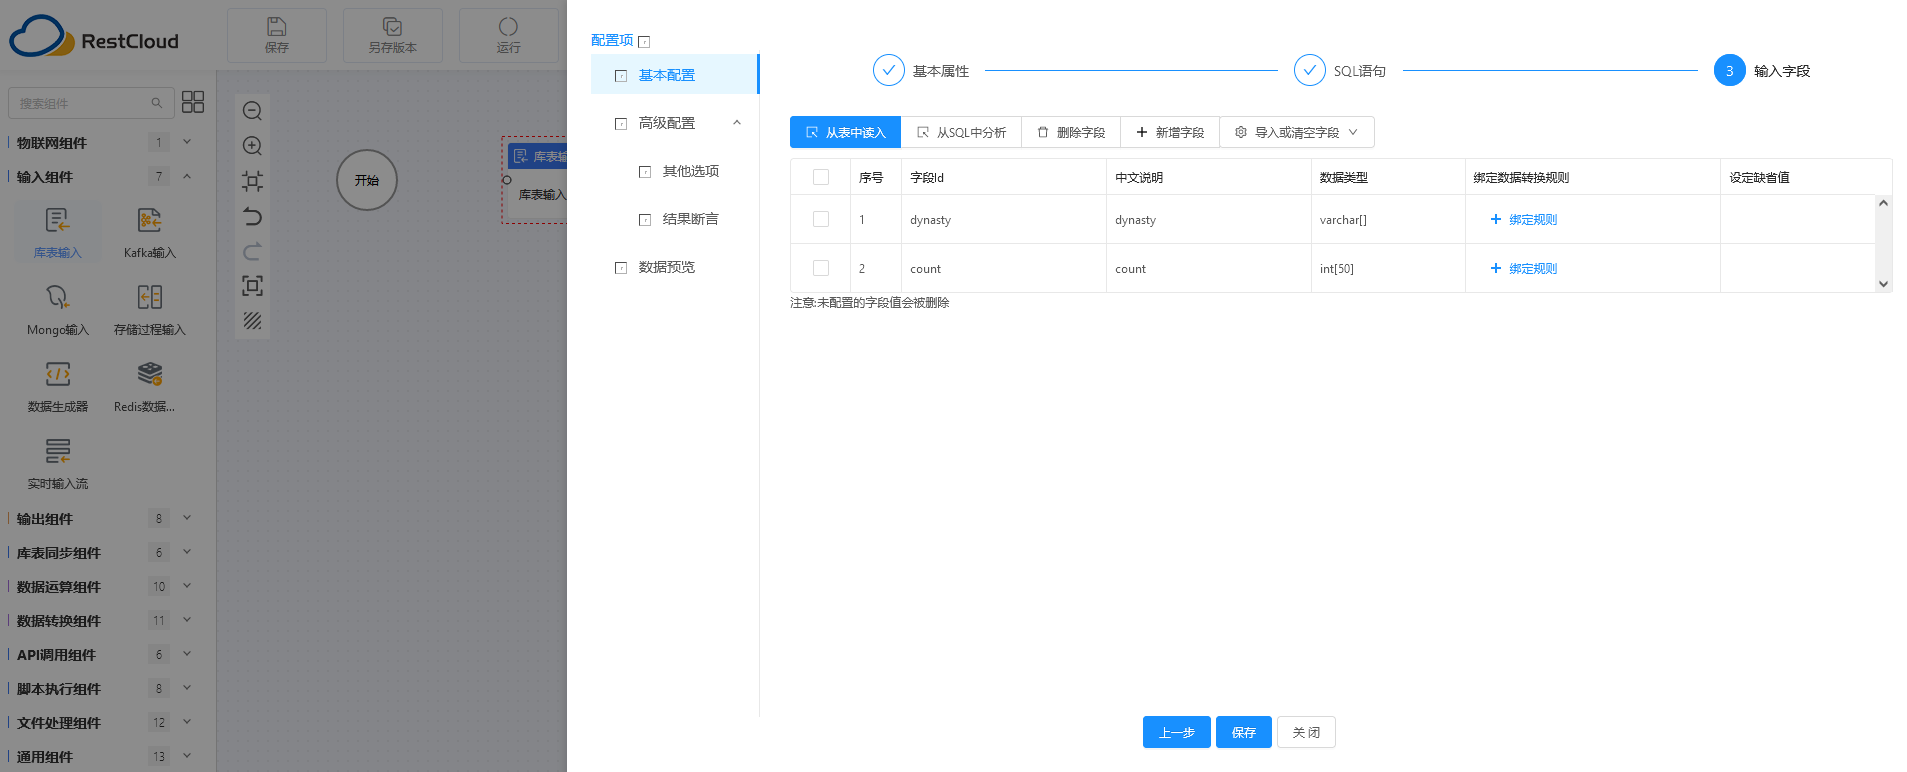 RestCloud
保存
另存版本
运行
搜索组件
物联网组件 1
输入组件 7
库表输入
Kafka输入
Mongo输入
存储过程输入
数据生成器
Redis数据...
实时输入流
输出组件 8
库表同步组件 6
数据运算组件 10
数据转换组件 11
API调用组件 6
脚本执行组件 8
文件处理组件 12
通用组件 13
开始
库表输
库表输入
配置项
基本配置
高级配置
其他选项
结果断言
数据预览
基本属性
SQL语句
3 输入字段
从表中读入
从SQL中分析
删除字段
新增字段
导入或清空字段
序号 字段Id 中文说明 数据类型 绑定数据转换规则 设定缺省值
1 dynasty dynasty varchar[] 绑定规则
2 count count int[50] 绑定规则
注意:未配置的字段值会被删除
上一步 保存 关 闭